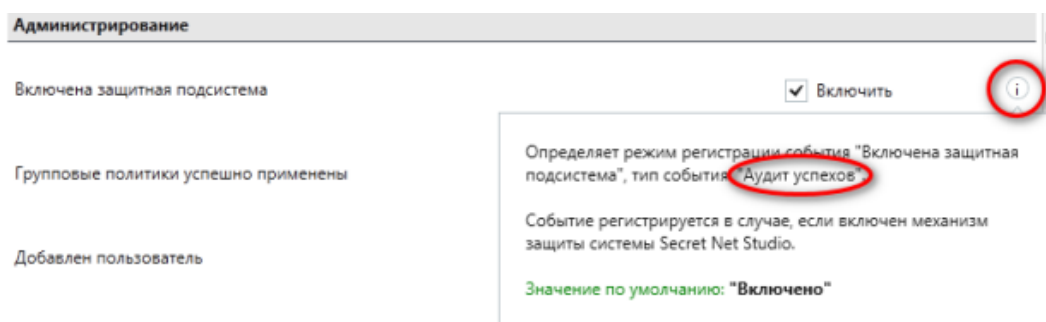 Администрирование
Включена защитная подсистема
Включить
i
Определяет режим регистрации события "Включена защитная
подсистема", тип события "Аудит успехов".
Групповые политики успешно применены
Событие регистрируется в случае, если включен механизм
защиты системы Secret Net Studio.
Добавлен пользователь
Значение по умолчанию: "Включено"